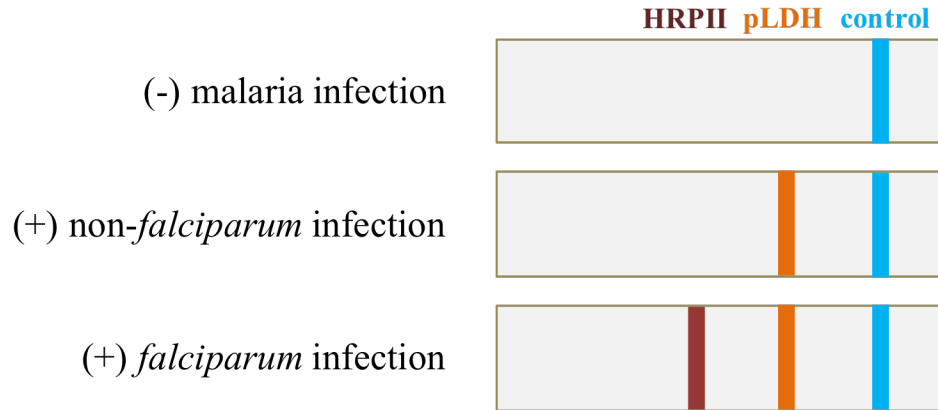 HRPII pLDH control
(-) malaria infection
(+) non-falciparum infection
(+) falciparum infection